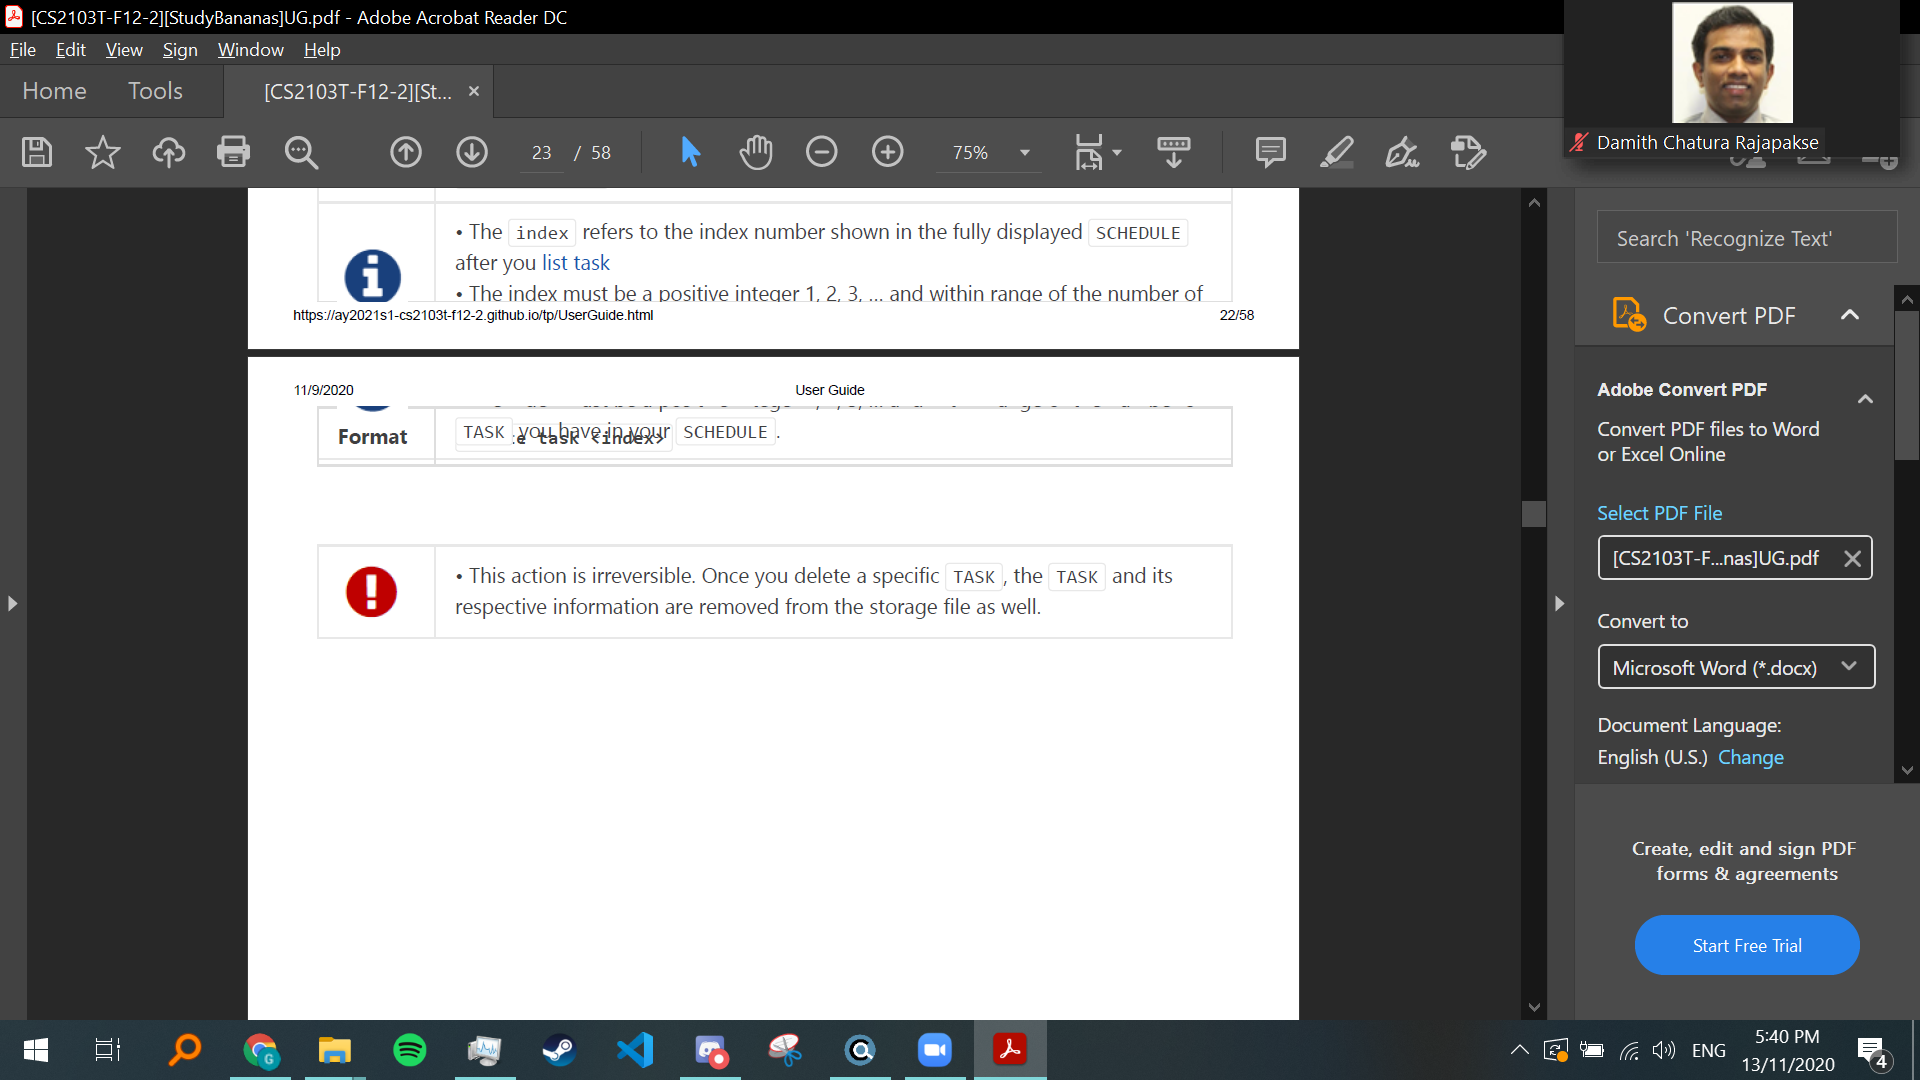 [CS2103T-F12-2][StudyBananas]UG.pdf - Adobe Acrobat Reader DC
File Edit View Sign Window Help
Home Tools [CS2103T-F12-2][St... ×
23 / 58 75%
Damith Chatura Rajapakse
• The index refers to the index number shown in the fully displayed SCHEDULE
after you list task
• The index must be a positive integer 1, 2, 3, ... and within range of the number of
https://ay2021s1-cs2103t-f12-2.github.io/tp/UserGuide.html 22/58
11/9/2020 User Guide
Format
TASK you have in your SCHEDULE.
task <index>
• This action is irreversible. Once you delete a specific TASK, the TASK and its
respective information are removed from the storage file as well.
Search 'Recognize Text'
Convert PDF
Adobe Convert PDF
Convert PDF files to Word
or Excel Online
Select PDF File
[CS2103T-F...nas]UG.pdf
Convert to
Microsoft Word (*.docx)
Document Language:
English (U.S.) Change
Create, edit and sign PDF
forms & agreements
Start Free Trial
G
ENG
5:40 PM
13/11/2020
4